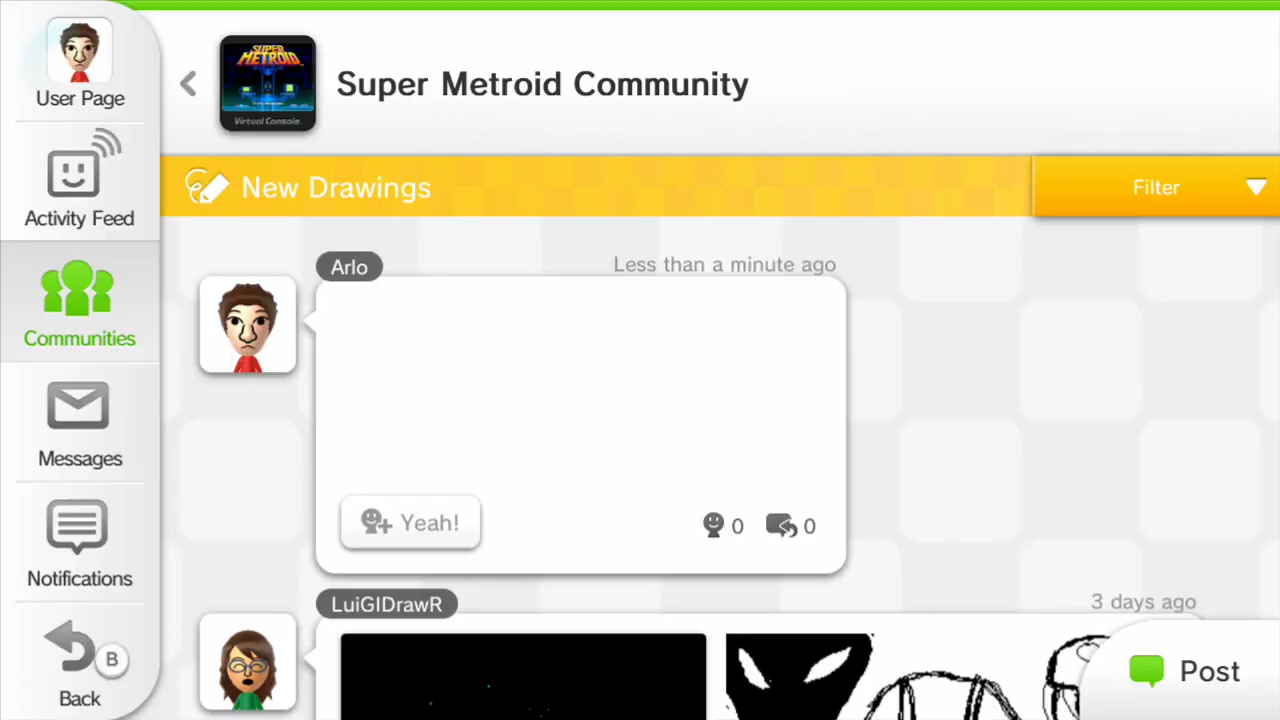 User Page
Activity Feed
Communities
Messages
Notifications
B
Back
SUPER METROID
Virtual Console
Super Metroid Community
New Drawings
Filter
Arlo
Less than a minute ago
Yeah!
0
0
LuiGIDrawR
3 days ago
Post